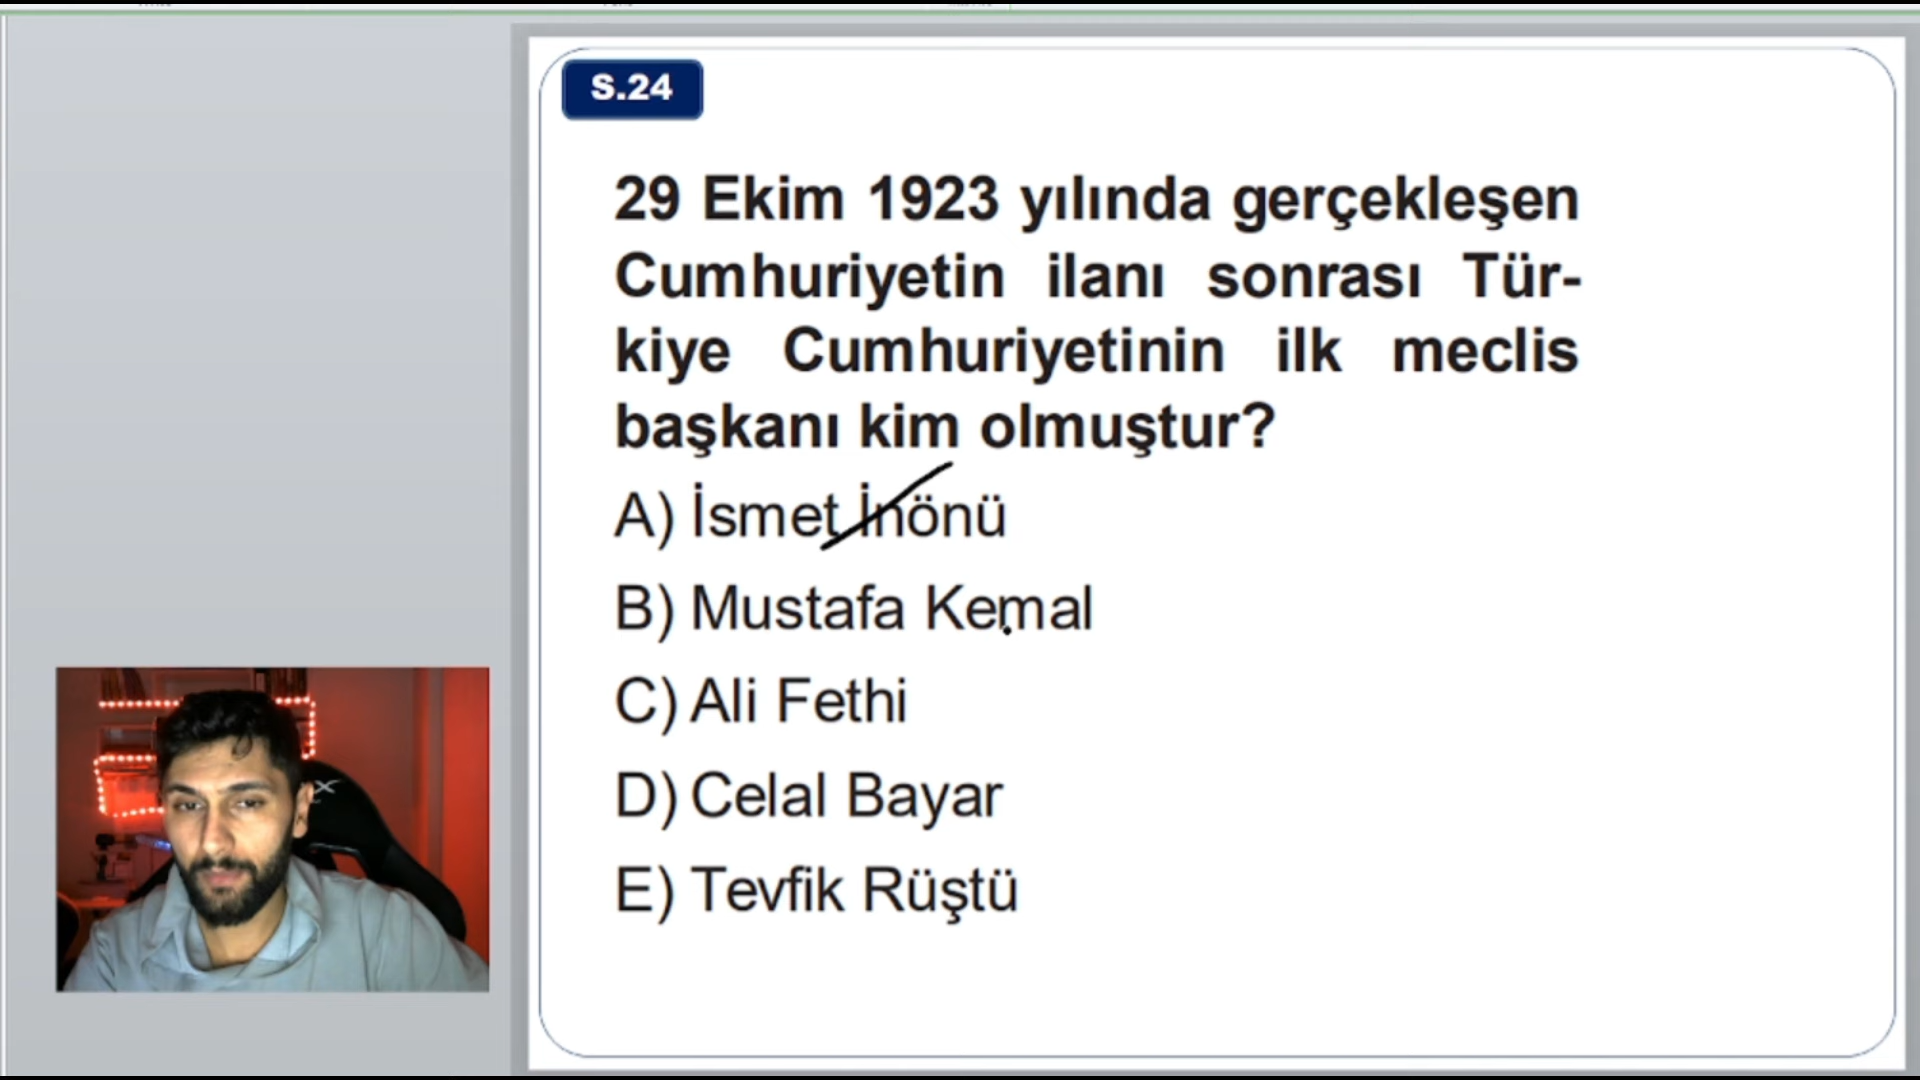 S.24
29 Ekim 1923 yılında gerçekleşen
Cumhuriyetin ilanı sonrası Tür-
kiye Cumhuriyetinin ilk meclis
başkanı kim olmuştur?
A) İsmet İnönü
B) Mustafa Kemal
C) Ali Fethi
D) Celal Bayar
E) Tevfik Rüştü